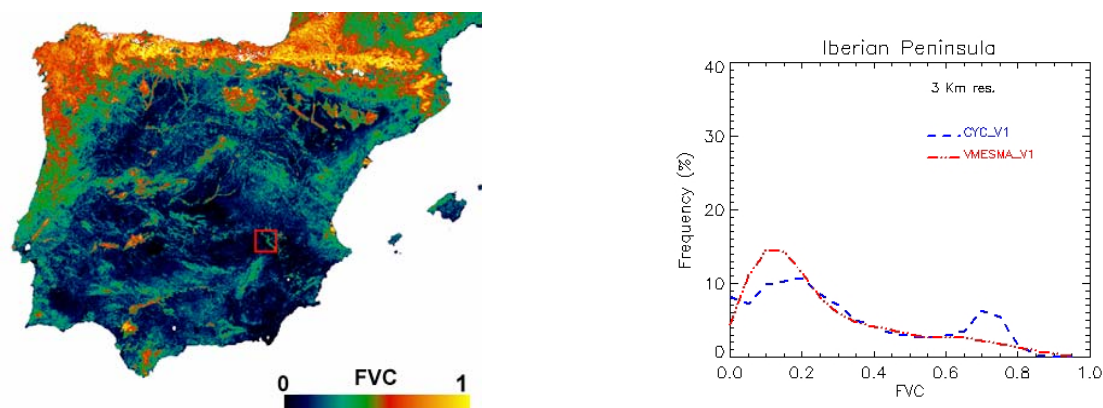 0 FVC 1
Iberian Peninsula
3 Km res.
CYC_V1
VMESMA_V1
Frequency (%)
40
30
20
10
0
0.0 0.2 0.4 0.6 0.8 1.0
FVC